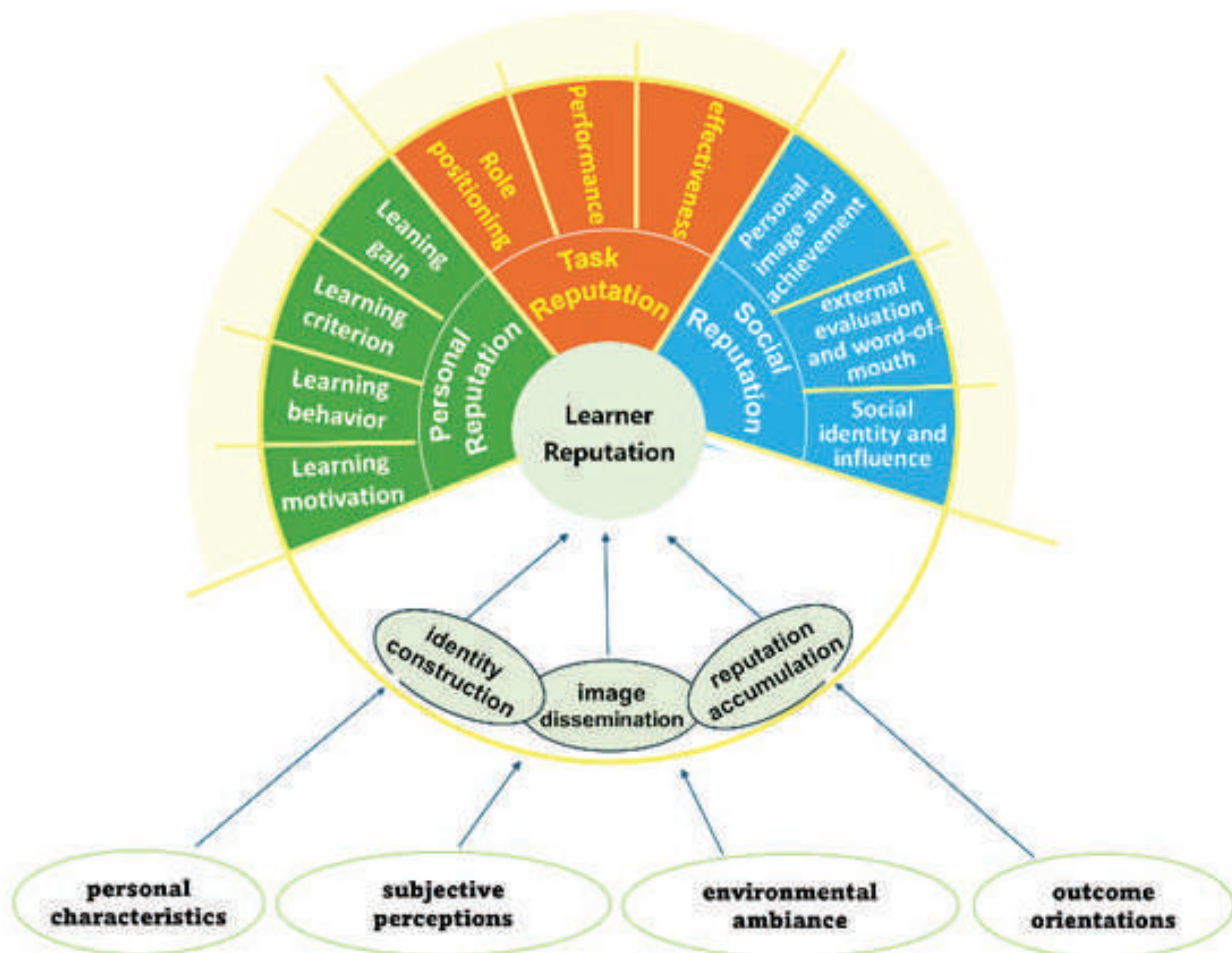 Role
positioning
Performance
effectiveness
Leaning
gain
Learning
criterion
Learning
behavior
Learning
motivation
Personal
Reputation
Task
Reputation
Social
Reputation
Personal
image and
achievement
external
evaluation
and word-of-
mouth
Social
identity and
influence
Learner
Reputation
identity
construction
image
dissemination
reputation
accumulation
personal
characteristics
subjective
perceptions
environmental
ambiance
outcome
orientations